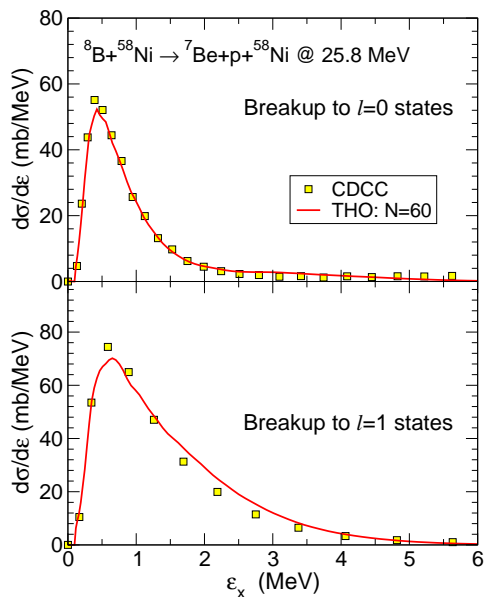 ⁸B+⁵⁸Ni → ⁷Be+p+⁵⁸Ni @ 25.8 MeV
Breakup to l=0 states
CDCC
THO: N=60
dσ/dε (mb/MeV)
80
60
40
20
0
Breakup to l=1 states
dσ/dε (mb/MeV)
80
60
40
20
0
0 1 2 3 4 5 6
εₓ (MeV)